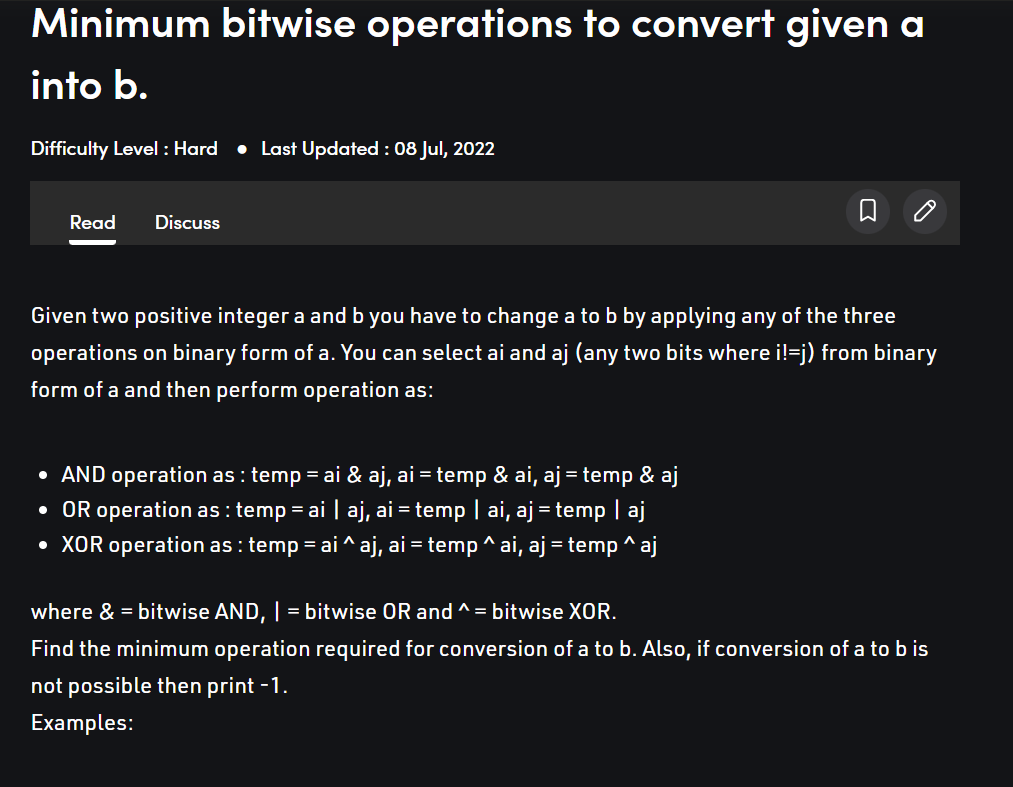 Minimum bitwise operations to convert given a
into b.
Difficulty Level : Hard ● Last Updated : 08 Jul, 2022
Read Discuss
Given two positive integer a and b you have to change a to b by applying any of the three
operations on binary form of a. You can select ai and aj (any two bits where i!=j) from binary
form of a and then perform operation as:
• AND operation as : temp = ai & aj, ai = temp & ai, aj = temp & aj
• OR operation as : temp = ai | aj, ai = temp | ai, aj = temp | aj
• XOR operation as : temp = ai ^ aj, ai = temp ^ ai, aj = temp ^ aj
where & = bitwise AND, | = bitwise OR and ^ = bitwise XOR.
Find the minimum operation required for conversion of a to b. Also, if conversion of a to b is
not possible then print -1.
Examples: